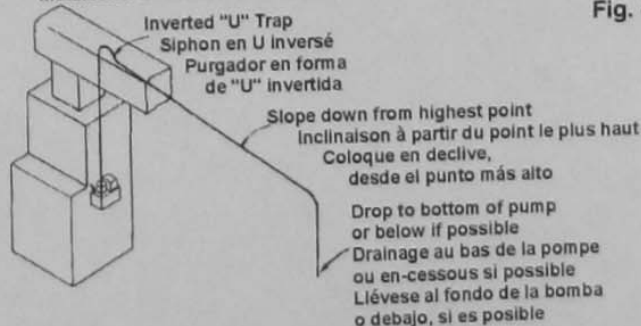 Fig.
Inverted "U" Trap
Siphon en U inversé
Purgador en forma
de "U" invertida
Slope down from highest point
Inclinaison à partir du point le plus haut
Coloque en declive,
desde el punto más alto
Drop to bottom of pump
or below if possible
Drainage au bas de la pompe
ou en-cessous si possible
Llévese al fondo de la bomba
o debajo, si es posible